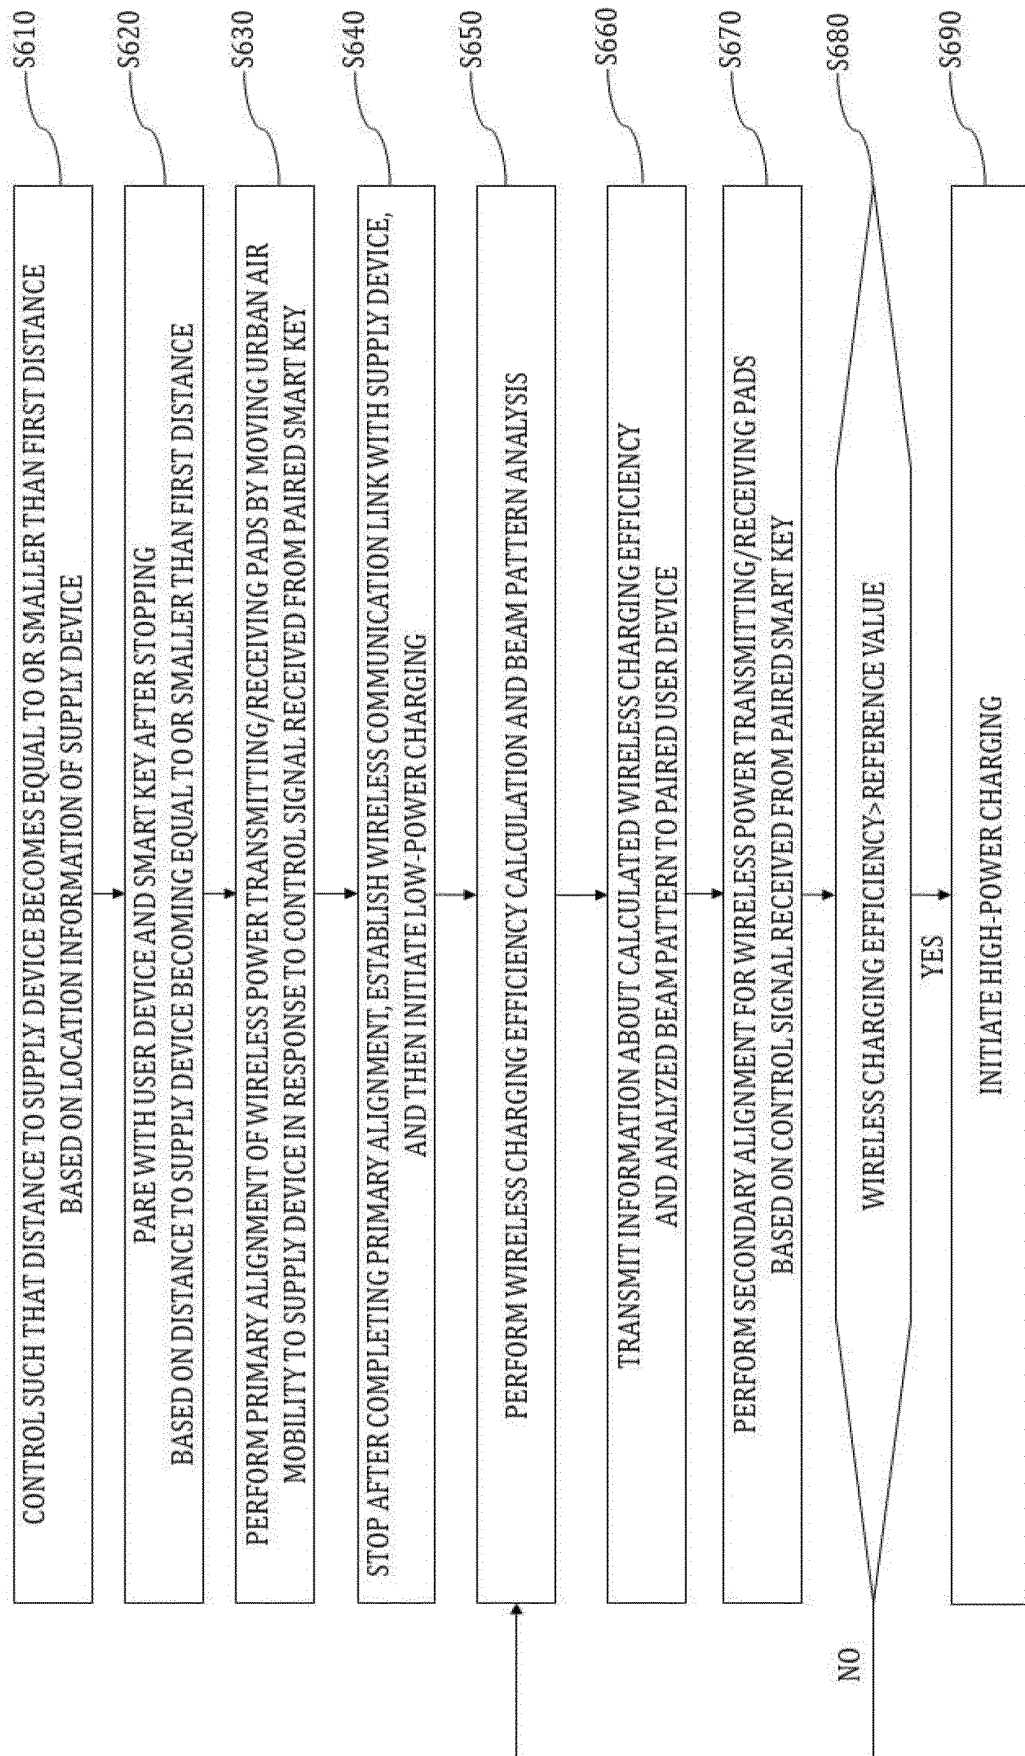 CONTROL SUCH THAT DISTANCE TO SUPPLY DEVICE BECOMES EQUAL TO OR SMALLER THAN FIRST DISTANCE
BASED ON LOCATION INFORMATION OF SUPPLY DEVICE
S610
PARE WITH USER DEVICE AND SMART KEY AFTER STOPPING
BASED ON DISTANCE TO SUPPLY DEVICE BECOMING EQUAL TO OR SMALLER THAN FIRST DISTANCE
S620
PERFORM PRIMARY ALIGNMENT OF WIRELESS POWER TRANSMITTING/RECEIVING PADS BY MOVING URBAN AIR
MOBILITY TO SUPPLY DEVICE IN RESPONSE TO CONTROL SIGNAL RECEIVED FROM PAIRED SMART KEY
S630
STOP AFTER COMPLETING PRIMARY ALIGNMENT, ESTABLISH WIRELESS COMMUNICATION LINK WITH SUPPLY DEVICE,
AND THEN INITIATE LOW-POWER CHARGING
S640
PERFORM WIRELESS CHARGING EFFICIENCY CALCULATION AND BEAM PATTERN ANALYSIS
S650
TRANSMIT INFORMATION ABOUT CALCULATED WIRELESS CHARGING EFFICIENCY
AND ANALYZED BEAM PATTERN TO PAIRED USER DEVICE
S660
PERFORM SECONDARY ALIGNMENT FOR WIRELESS POWER TRANSMITTING/RECEIVING PADS
BASED ON CONTROL SIGNAL RECEIVED FROM PAIRED SMART KEY
S670
NO
WIRELESS CHARGING EFFICIENCY> REFERENCE VALUE
S680
YES
INITIATE HIGH-POWER CHARGING
S690